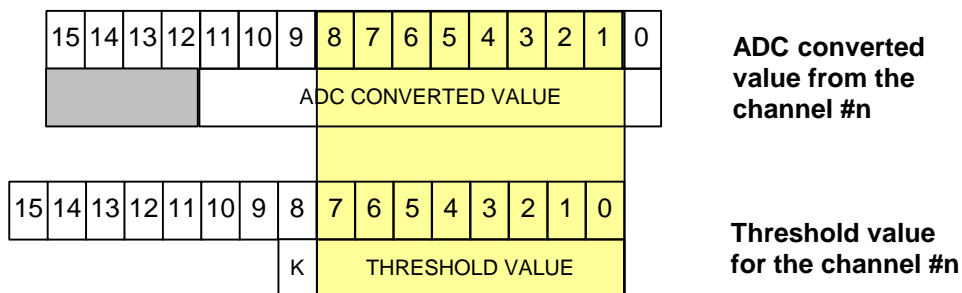 15 14 13 12 11 10 9 8 7 6 5 4 3 2 1 0
ADC CONVERTED VALUE
ADC converted
value from the
channel #n
15 14 13 12 11 10 9 8 7 6 5 4 3 2 1 0
K THRESHOLD VALUE
Threshold value
for the channel #n